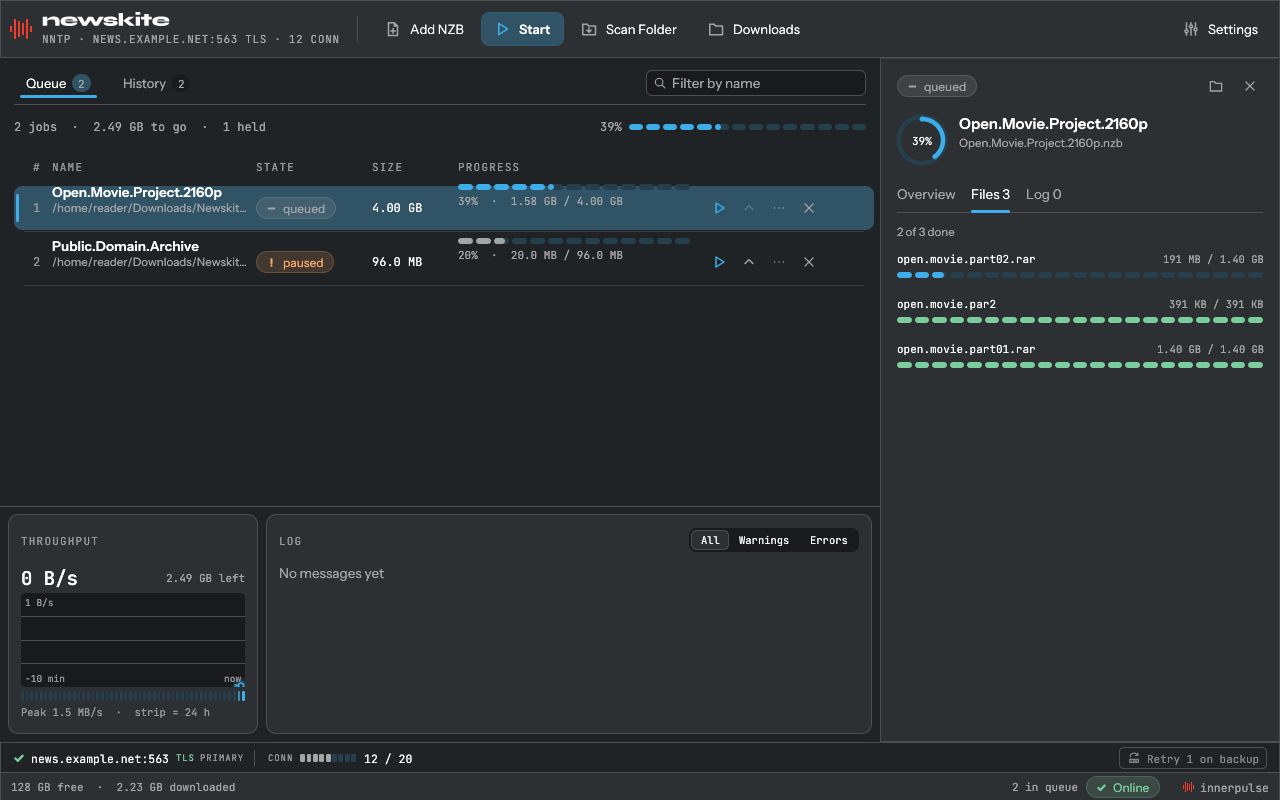 newskite
NNTP · NEWS.EXAMPLE.NET:563 TLS · 12 CONN
Add NZB
Start
Scan Folder
Downloads
Settings
Queue 2
History 2
Filter by name
2 jobs · 2.49 GB to go · 1 held
39%
# NAME STATE SIZE PROGRESS
1 Open.Movie.Project.2160p
/home/reader/Downloads/Newskit…
queued
4.00 GB
39% · 1.58 GB / 4.00 GB
2 Public.Domain.Archive
/home/reader/Downloads/Newskit…
! paused
96.0 MB
20% · 20.0 MB / 96.0 MB
THROUGHPUT
0 B/s
2.49 GB left
1 B/s
-10 min
now
Peak 1.5 MB/s · strip = 24 h
LOG
All
Warnings
Errors
No messages yet
queued
39%
Open.Movie.Project.2160p
Open.Movie.Project.2160p.nzb
Overview
Files 3
Log 0
2 of 3 done
open.movie.part02.rar 191 MB / 1.40 GB
open.movie.par2 391 KB / 391 KB
open.movie.part01.rar 1.40 GB / 1.40 GB
news.example.net:563 TLS PRIMARY
CONN 12 / 20
Retry 1 on backup
128 GB free · 2.23 GB downloaded
2 in queue
Online
innerpulse